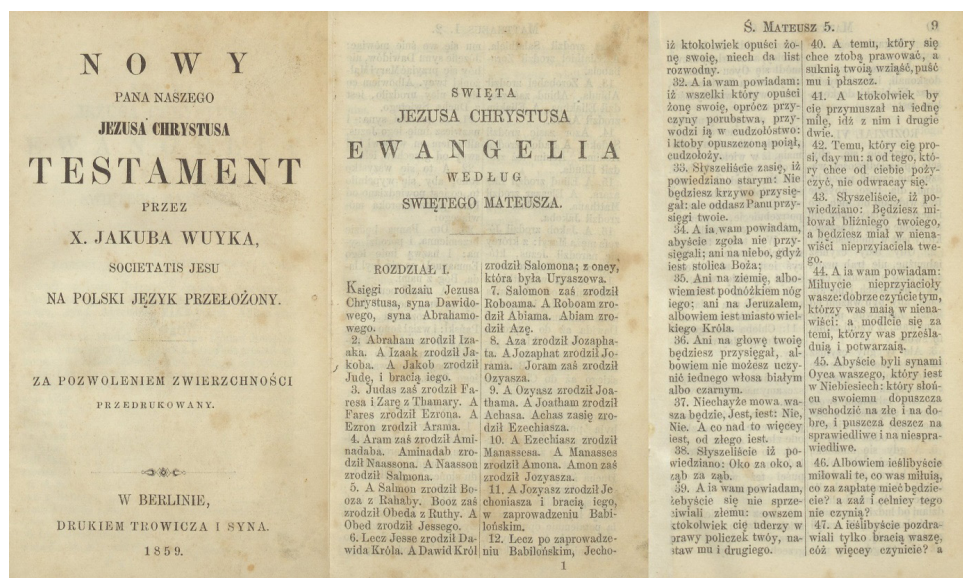 NOWY
PANA NASZEGO
JEZUSA CHRYSTUSA
TESTAMENT
PRZEZ
X. JAKUBA WUYKA,
SOCIETATIS JESU
NA POLSKI JĘZYK PRZEŁOŻONY.
ZA POZWOLENIEM ZWIERZCHNOŚCI
PRZEDRUKOWANY.
W BERLINIE,
DRUKIEM TROWICZA I SYNA.
1859.
SWIĘTA
JEZUSA CHRYSTUSA
EWANGELIA
WEDŁUG
SWIĘTEGO MATEUSZA.
ROZDZIAŁ I.
Księgi rodzaiu Jezusa
Chrystusa, syna Dawido-
wego, syna Abrahamo-
wego.
2. Abraham zrodził Iza-
aka. A Izaak zrodził Ja-
koba. A Jakob zrodził
Judę, i bracią iego.
3. Judas zaś zrodził Fa-
resa i Zarę z Thamary. A
Fares zrodził Ezrona. A
Ezron zrodził Arama.
4. Aram zaś zrodził Ami-
nadaba. Aminadab zro-
dził Naassona. A Naasson
zrodził Salmona.
5. A Salmon zrodził Bo-
oza z Rahaby. Booz zaś
zrodził Obeda z Ruthy. A
Obed zrodził Jessego.
6. Lecz Jesse zrodził Da-
wida Króla. A Dawid Król
zrodził Salomona; z oney,
która była Uryaszowa.
7. Salomon zaś zrodził
Roboama. A Roboam zro-
dził Abiama. Abiam zro-
dził Azę.
8. Aza zrodził Jozapha-
ta. A Jozaphat zrodził Jo-
rama. Joram zaś zrodził
Ozyasza.
9. A Ozyasz zrodził Joa-
thama. A Joatham zrodził
Achasa. Achas zasię zro-
dził Ezechiasza.
10. A Ezechiasz zrodził
Manassesa. A Manasses
zrodził Amona. Amon zaś
zrodził Jozyasza.
11. A Jozyasz zrodził Je
choniasza i bracią iego,
w zaprowadzeniu Babi-
lońskim.
12. Lecz po zaprowadze-
niu Babilońskim, Jecho-
1
Ś. MATEUSZ 5. 9
iż ktokolwiek opuści żo-
nę swoię, niech da list
rozwodny.
32. A ia wam powiadam:
iż wszelki który opuści
żonę swoię, oprócz przy-
czyny porubstwa, przy-
wodzi ią w cudzołóstwo:
i ktoby opuszczoną poiął,
cudzołoży.
33. Słyszeliście zasię, iż
powiedziano starym: Nie
będziesz krzywo przysię-
gał: ale oddasz Panu przy-
sięgi twoie.
34. A ia wam powiadam,
abyście zgoła nie przy-
sięgali; ani na niebo, gdyż
iest stolica Boża;
35. Ani na ziemię, albo-
wiem iest podnóżkiem nóg
iego; ani na Jeruzalem,
albowiem iest miasto wiel-
kiego Króla.
36. Ani na głowę twoię
będziesz przysięgał, al-
bowiem nie możesz uczy-
nić iednego włosa białym
albo czarnym.
37. Niechayże mowa wa-
sza będzie, Jest, iest: Nie,
Nie. A co nad to więcey
iest, od złego iest.
38. Słyszeliście iż po-
wiedziano: Oko za oko, a
ząb za ząb.
39. A ia wam powiadam,
żebyście się nie sprze-
ciwiali złemu: owszem
ktokolwiek cię uderzy w
prawy policzek twóy, na-
staw mu i drugiego.
40. A temu, który się
chce ztobą prawować, a
suknią twoią wziąść, puść
mu i płaszcz.
41. A ktokolwiek by
cię przymuszał na iednę
milę, idź z nim i drugie
dwie.
42. Temu, który cię pro-
si, day mu: a od tego, któ-
ry chce od ciebie poży-
czyć, nie odwracay się.
43. Słyszeliście, iż po-
wiedziano: Będziesz mi-
łował bliźniego twoiego,
a będziesz miał w niena-
wiści nieprzyiaciela twe-
go.
44. A ia wam powiadam:
Miłuycie nieprzyiacioły
wasze: dobrze czyńcie tym,
którzy was maią w niena-
wiści: a modlcie się za
temi, którzy was prześla-
duią i potwarzaią.
45. Abyście byli synami
Oyca waszego, który iest
w Niebiesiech: który słoń-
cu swoiemu dopuszcza
wschodzić na złe i na do-
bre, i puszcza deszcz na
sprawiedliwe i na niespra-
wiedliwe.
46. Albowiem ieślibyście
miłowali te, co was miłuią,
co za zapłatę mieć będzie-
cie? a zaż i celnicy tego
nie czynią?
47. A ieślibyście pozdra-
wiali tylko bracią waszę,
cóż więcey czynicie? a